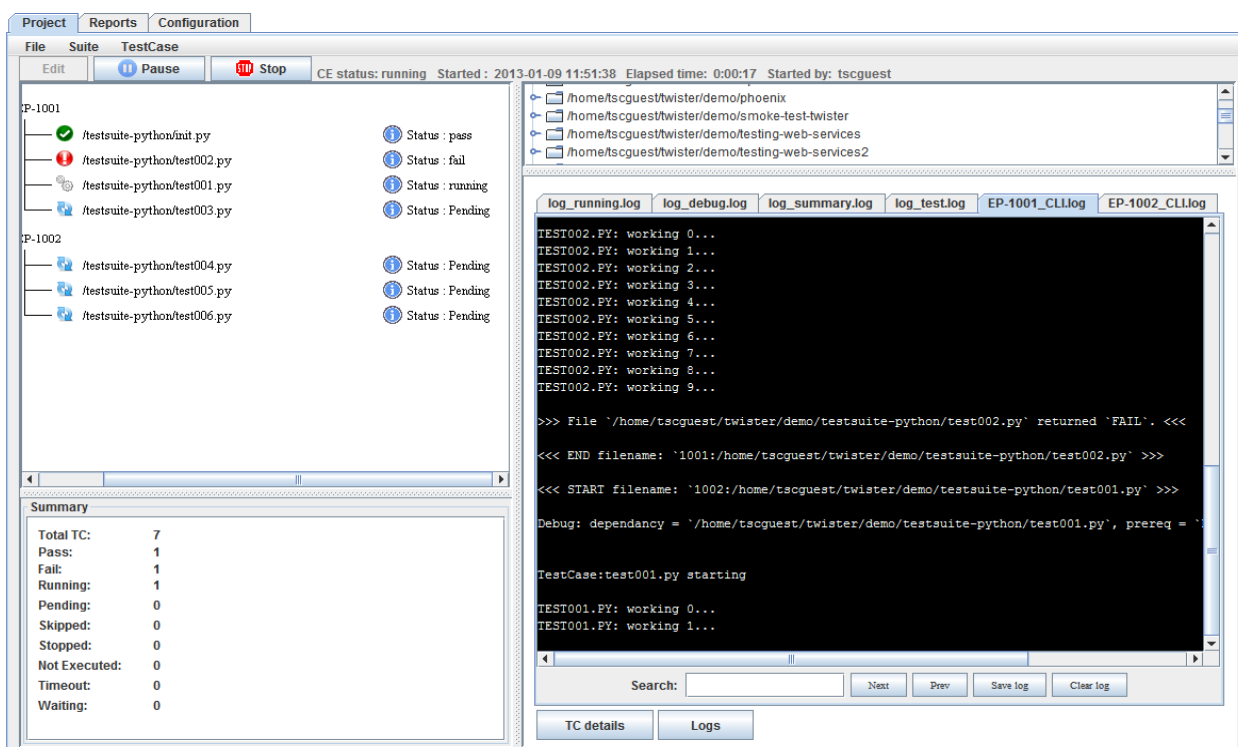 Project Reports Configuration
File Suite TestCase
Edit Pause STOP Stop CE status: running Started : 2013-01-09 11:51:38 Elapsed time: 0:00:17 Started by: tscguest
EP-1001
/testsuite-python/init.py Status : pass
/testsuite-python/test002.py Status : fail
/testsuite-python/test001.py Status : running
/testsuite-python/test003.py Status : Pending
EP-1002
/testsuite-python/test004.py Status : Pending
/testsuite-python/test005.py Status : Pending
/testsuite-python/test006.py Status : Pending
Summary
Total TC: 7
Pass: 1
Fail: 1
Running: 1
Pending: 0
Skipped: 0
Stopped: 0
Not Executed: 0
Timeout: 0
Waiting: 0
/home/tscguest/twister/demo/phoenix
/home/tscguest/twister/demo/smoke-test-twister
/home/tscguest/twister/demo/testing-web-services
/home/tscguest/twister/demo/testing-web-services2
log_running.log log_debug.log log_summary.log log_test.log EP-1001_CLI.log EP-1002_CLI.log
TEST002.PY: working 0...
TEST002.PY: working 1...
TEST002.PY: working 2...
TEST002.PY: working 3...
TEST002.PY: working 4...
TEST002.PY: working 5...
TEST002.PY: working 6...
TEST002.PY: working 7...
TEST002.PY: working 8...
TEST002.PY: working 9...
>>> File `/home/tscguest/twister/demo/testsuite-python/test002.py` returned `FAIL`. <<<
<<< END filename: `1001:/home/tscguest/twister/demo/testsuite-python/test002.py` >>>
<<< START filename: `1002:/home/tscguest/twister/demo/testsuite-python/test001.py` >>>
Debug: dependancy = `/home/tscguest/twister/demo/testsuite-python/test001.py`, prereq = `
TestCase:test001.py starting
TEST001.PY: working 0...
TEST001.PY: working 1...
Search: Next Prev Save log Clear log
TC details Logs